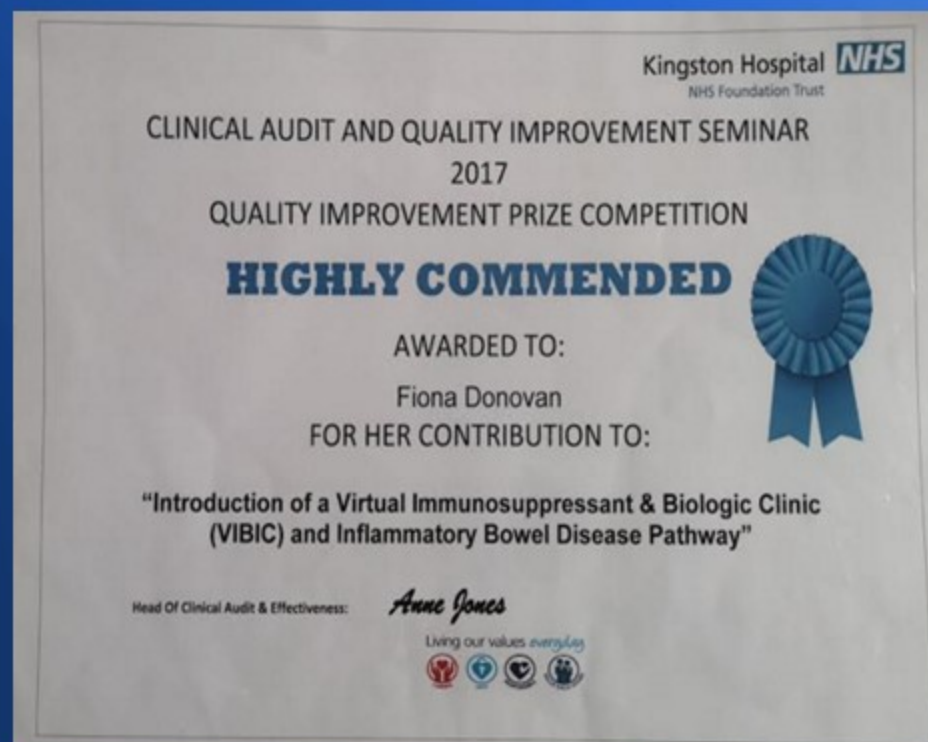 Kingston Hospital NHS
NHS Foundation Trust
CLINICAL AUDIT AND QUALITY IMPROVEMENT SEMINAR
2017
QUALITY IMPROVEMENT PRIZE COMPETITION
HIGHLY COMMENDED
AWARDED TO:
Fiona Donovan
FOR HER CONTRIBUTION TO:
“Introduction of a Virtual Immunosuppressant & Biologic Clinic
(VIBIC) and Inflammatory Bowel Disease Pathway”
Head Of Clinical Audit & Effectiveness: Anne Jones
Living our values everyday